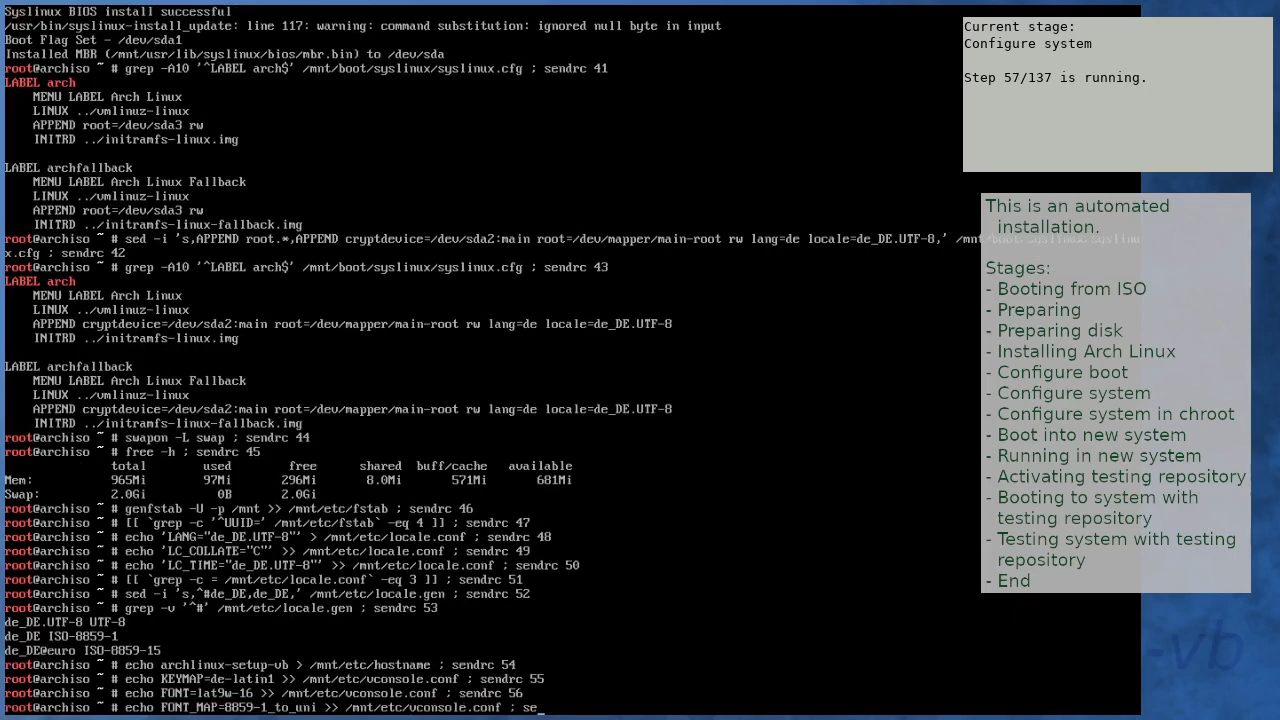 Syslinux BIOS install successful
/usr/bin/syslinux-install_update: line 117: warning: command substitution: ignored null byte in input
Boot Flag Set - /dev/sda1
Installed MBR (/mnt/usr/lib/syslinux/bios/mbr.bin) to /dev/sda
root@archiso ~ # grep -A10 '^LABEL arch$' /mnt/boot/syslinux/syslinux.cfg ; sendrc 41
LABEL arch
    MENU LABEL Arch Linux
    LINUX ../vmlinuz-linux
    APPEND root=/dev/sda3 rw
    INITRD ../initramfs-linux.img

LABEL archfallback
    MENU LABEL Arch Linux Fallback
    LINUX ../vmlinuz-linux
    APPEND root=/dev/sda3 rw
    INITRD ../initramfs-linux-fallback.img
root@archiso ~ # sed -i 's,APPEND root.*,APPEND cryptdevice=/dev/sda2:main root=/dev/mapper/main-root rw lang=de locale=de_DE.UTF-8,' /mnt/boot/syslinux/syslinu
x.cfg ; sendrc 42
root@archiso ~ # grep -A10 '^LABEL arch$' /mnt/boot/syslinux/syslinux.cfg ; sendrc 43
LABEL arch
    MENU LABEL Arch Linux
    LINUX ../vmlinuz-linux
    APPEND cryptdevice=/dev/sda2:main root=/dev/mapper/main-root rw lang=de locale=de_DE.UTF-8
    INITRD ../initramfs-linux.img

LABEL archfallback
    MENU LABEL Arch Linux Fallback
    LINUX ../vmlinuz-linux
    APPEND cryptdevice=/dev/sda2:main root=/dev/mapper/main-root rw lang=de locale=de_DE.UTF-8
    INITRD ../initramfs-linux-fallback.img
root@archiso ~ # swapon -L swap ; sendrc 44
root@archiso ~ # free -h ; sendrc 45
               total        used        free      shared  buff/cache   available
Mem:           965Mi        97Mi       296Mi       8.0Mi       571Mi       681Mi
Swap:          2.0Gi          0B       2.0Gi
root@archiso ~ # genfstab -U -p /mnt >> /mnt/etc/fstab ; sendrc 46
root@archiso ~ # [[ `grep -c '^UUID=' /mnt/etc/fstab` -eq 4 ]] ; sendrc 47
root@archiso ~ # echo 'LANG="de_DE.UTF-8"' > /mnt/etc/locale.conf ; sendrc 48
root@archiso ~ # echo 'LC_COLLATE="C"' >> /mnt/etc/locale.conf ; sendrc 49
root@archiso ~ # echo 'LC_TIME="de_DE.UTF-8"' >> /mnt/etc/locale.conf ; sendrc 50
root@archiso ~ # [[ `grep -c = /mnt/etc/locale.conf` -eq 3 ]] ; sendrc 51
root@archiso ~ # sed -i 's,^#de_DE,de_DE,' /mnt/etc/locale.gen ; sendrc 52
root@archiso ~ # grep -v '^#' /mnt/etc/locale.gen ; sendrc 53
de_DE.UTF-8 UTF-8
de_DE ISO-8859-1
de_DE@euro ISO-8859-15
root@archiso ~ # echo archlinux-setup-vb > /mnt/etc/hostname ; sendrc 54
root@archiso ~ # echo KEYMAP=de-latin1 >> /mnt/etc/vconsole.conf ; sendrc 55
root@archiso ~ # echo FONT=lat9w-16 >> /mnt/etc/vconsole.conf ; sendrc 56
root@archiso ~ # echo FONT_MAP=8859-1_to_uni >> /mnt/etc/vconsole.conf ; se_
Current stage:
Configure system

Step 57/137 is running.
This is an automated
installation.

Stages:
- Booting from ISO
- Preparing
- Preparing disk
- Installing Arch Linux
- Configure boot
- Configure system
- Configure system in chroot
- Boot into new system
- Running in new system
- Activating testing repository
- Booting to system with
testing repository
- Testing system with testing
repository
- End
-vb